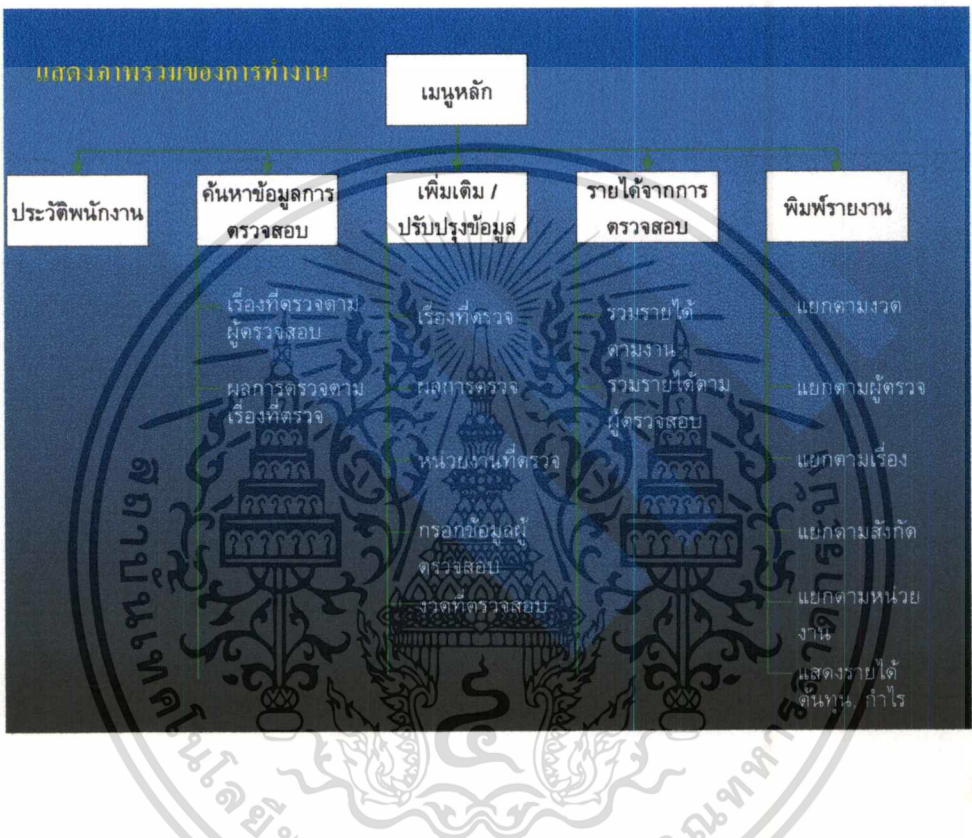 แสดงภาพรวมของการทำงาน
เมนูหลัก
ประวัติพนักงาน
ค้นหาข้อมูลการ
ตรวจสอบ
เรื่องที่ตรวจตาม
ผู้ตรวจสอบ
ผลการตรวจตาม
เรื่องที่ตรวจ
เพิ่มเติม /
ปรับปรุงข้อมูล
เรื่องที่ตรวจ
ผลการตรวจ
หน่วยงานที่ตรวจ
กรอกข้อมูลผู้
ตรวจสอบ
งวดที่ตรวจสอบ
รายได้จากการ
ตรวจสอบ
รวมรายได้
ตามงาน
รวมรายได้ตาม
ผู้ตรวจสอบ
พิมพ์รายงาน
แยกตามงวด
แยกตามผู้ตรวจ
แยกตามเรื่อง
แยกตามสังกัด
แยกตามหน่วย
งาน
แสดงรายได้
ต้นทุน, กำไร